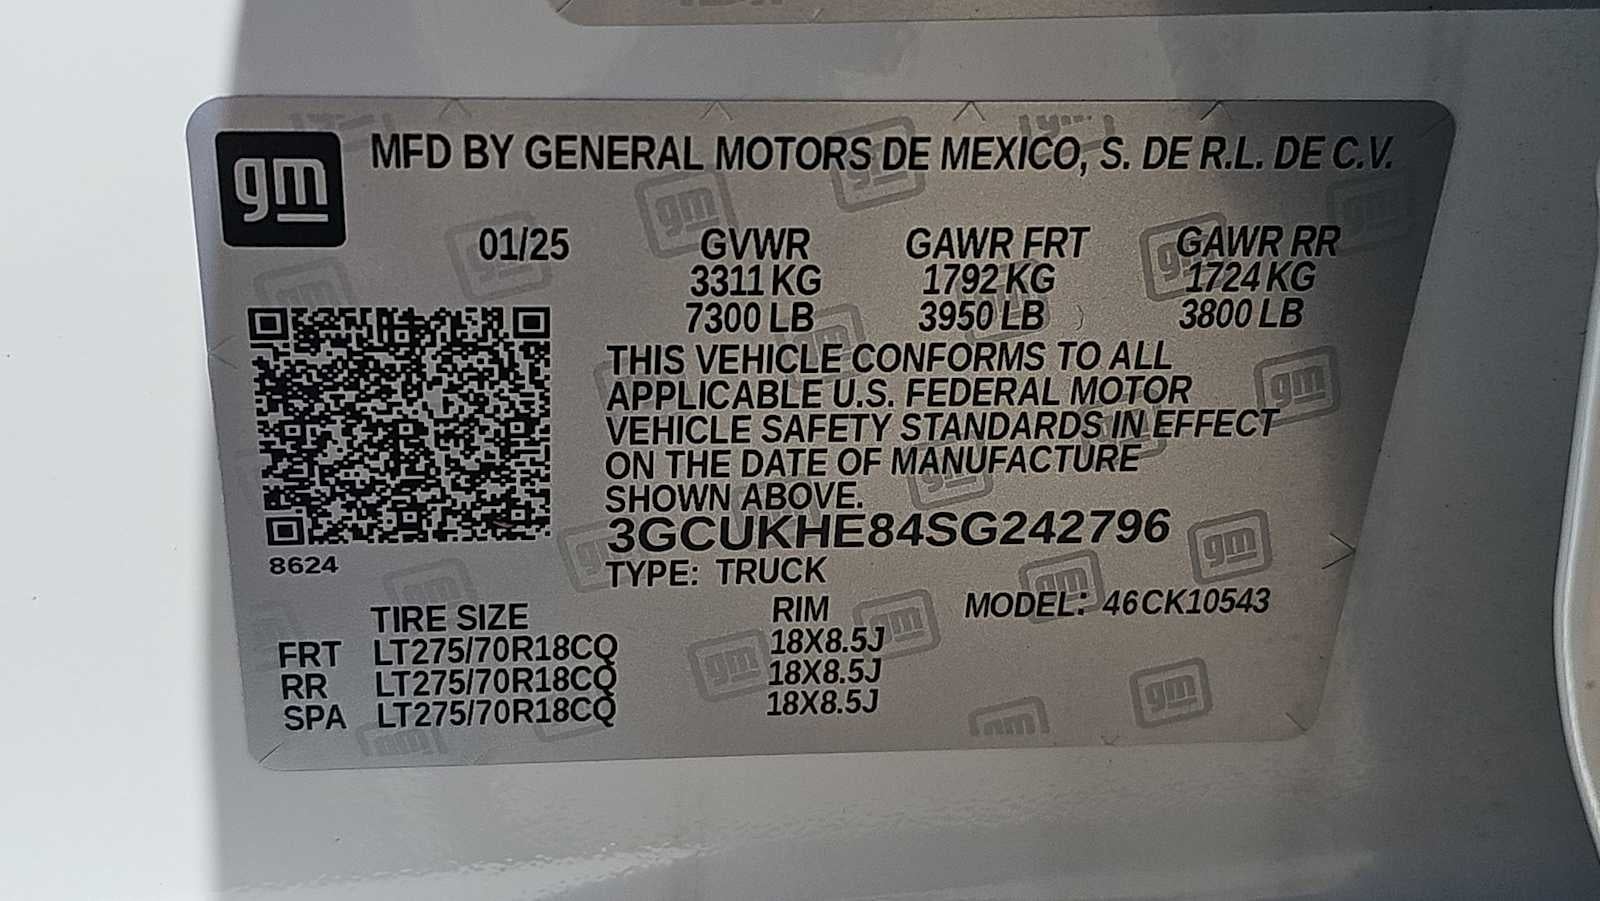 gm MFD BY GENERAL MOTORS DE MEXICO, S. DE R.L. DE C.V.
01/25 GVWR GAWR FRT GAWR RR
3311 KG 1792 KG 1724 KG
7300 LB 3950 LB 3800 LB
THIS VEHICLE CONFORMS TO ALL
APPLICABLE U.S. FEDERAL MOTOR
VEHICLE SAFETY STANDARDS IN EFFECT
ON THE DATE OF MANUFACTURE
SHOWN ABOVE.
3GCUKHE84SG242796
8624 TYPE: TRUCK
TIRE SIZE RIM MODEL: 46CK10543
FRT LT275/70R18CQ 18X8.5J
RR LT275/70R18CQ 18X8.5J
SPA LT275/70R18CQ 18X8.5J